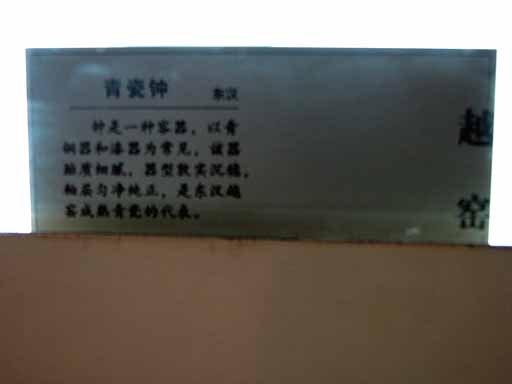 青瓷钟 东汉
钟是一种容器，以青
铜器和漆器为常见，该器
胎质细腻，器型敦实沉稳，
釉层匀净纯正，是东汉越
窑成熟青瓷的代表。
越
窑